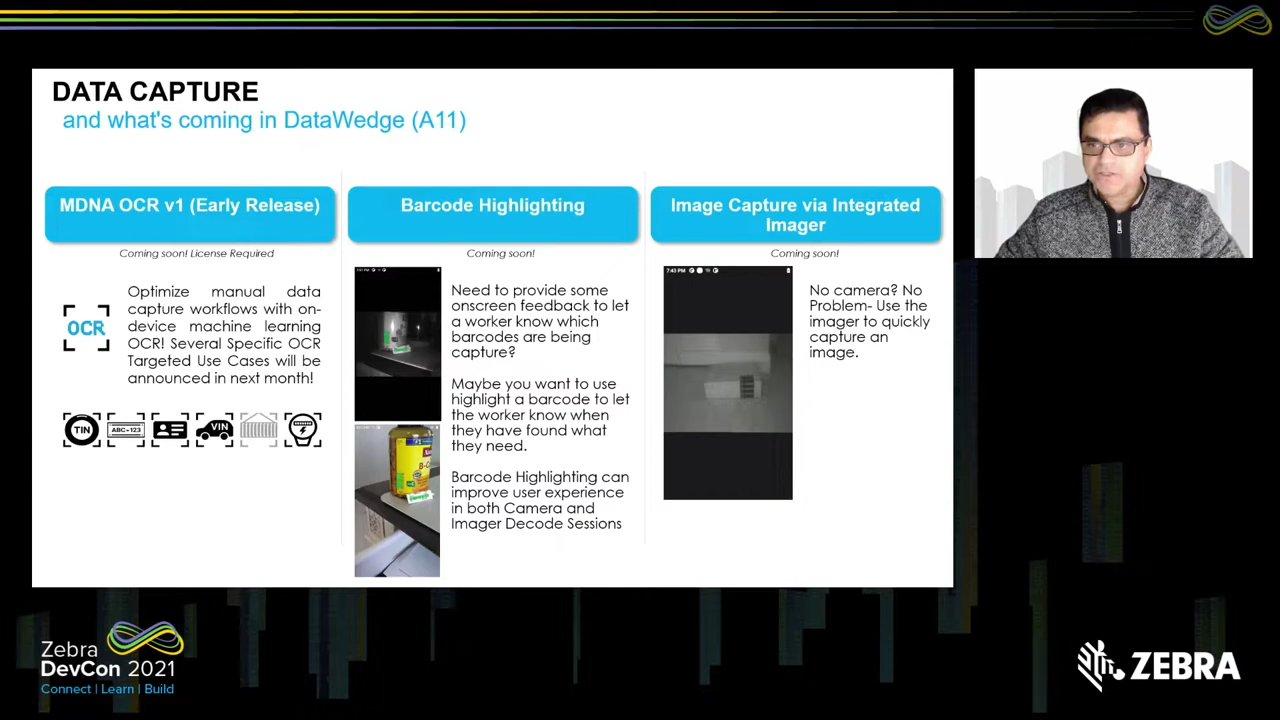 DATA CAPTURE
and what's coming in DataWedge (A11)
MDNA OCR v1 (Early Release)
Coming soon! License Required
OCR
Optimize manual data
capture workflows with on-
device machine learning
OCR! Several Specific OCR
Targeted Use Cases will be
announced in next month!
TIN
ABC-123
VIN
Barcode Highlighting
Coming soon!
Need to provide some
onscreen feedback to let
a worker know which
barcodes are being
capture?
Maybe you want to use
highlight a barcode to let
the worker know when
they have found what
they need.
Barcode Highlighting can
improve user experience
in both Camera and
Imager Decode Sessions
Image Capture via Integrated
Imager
Coming soon!
7:43 PM
No camera? No
Problem- Use the
imager to quickly
capture an
image.
Zebra
DevCon 2021
Connect | Learn | Build
ZEBRA